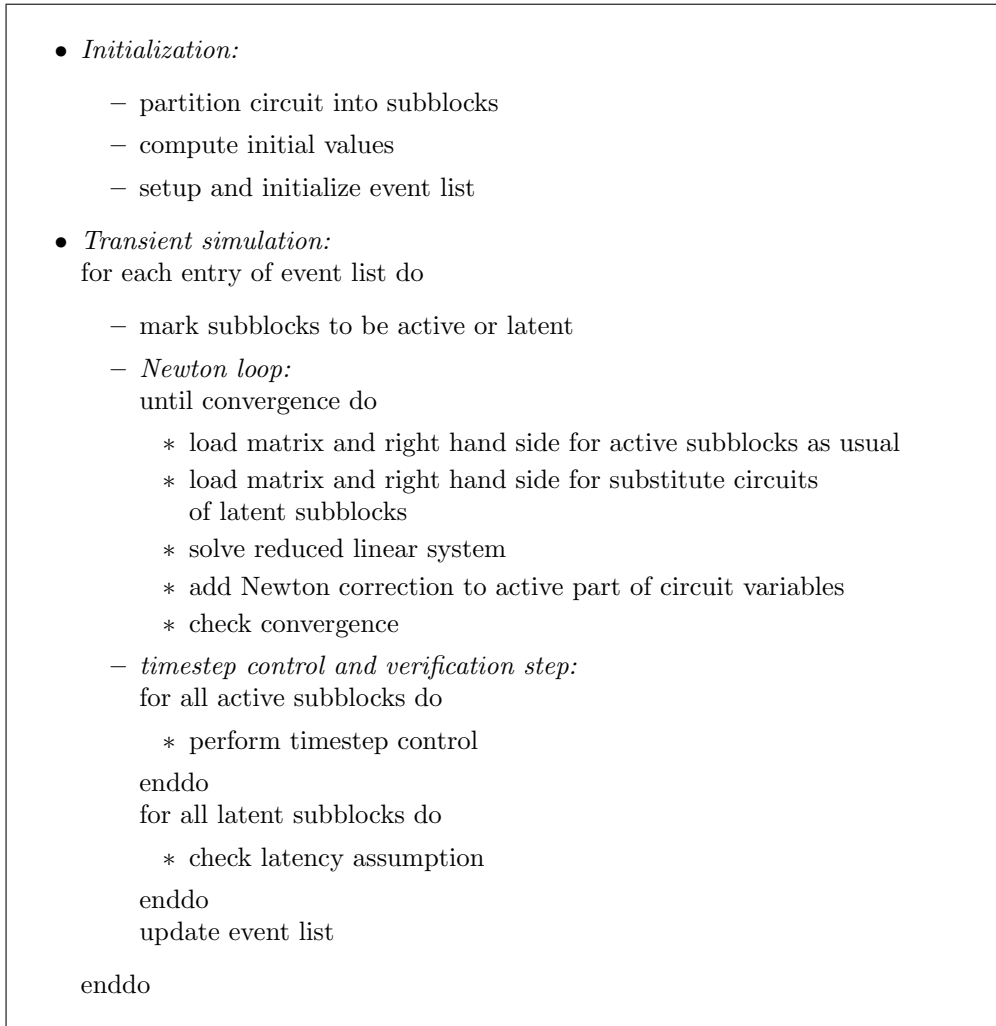 • Initialization:
– partition circuit into subblocks
– compute initial values
– setup and initialize event list
• Transient simulation:
for each entry of event list do
– mark subblocks to be active or latent
– Newton loop:
until convergence do
∗ load matrix and right hand side for active subblocks as usual
∗ load matrix and right hand side for substitute circuits
of latent subblocks
∗ solve reduced linear system
∗ add Newton correction to active part of circuit variables
∗ check convergence
– timestep control and verification step:
for all active subblocks do
∗ perform timestep control
enddo
for all latent subblocks do
∗ check latency assumption
enddo
update event list
enddo